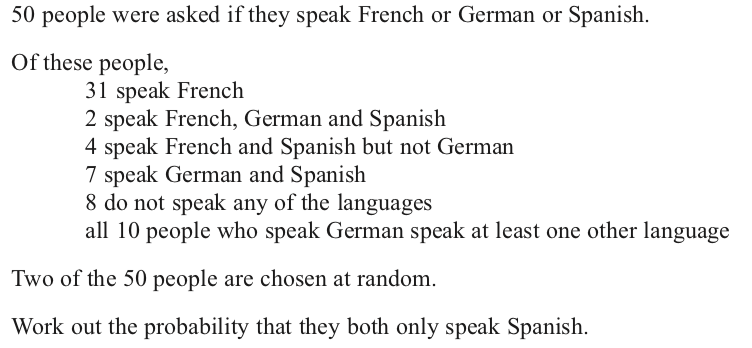 50 people were asked if they speak French or German or Spanish.
Of these people,
31 speak French
2 speak French, German and Spanish
4 speak French and Spanish but not German
7 speak German and Spanish
8 do not speak any of the languages
all 10 people who speak German speak at least one other language
Two of the 50 people are chosen at random.
Work out the probability that they both only speak Spanish.